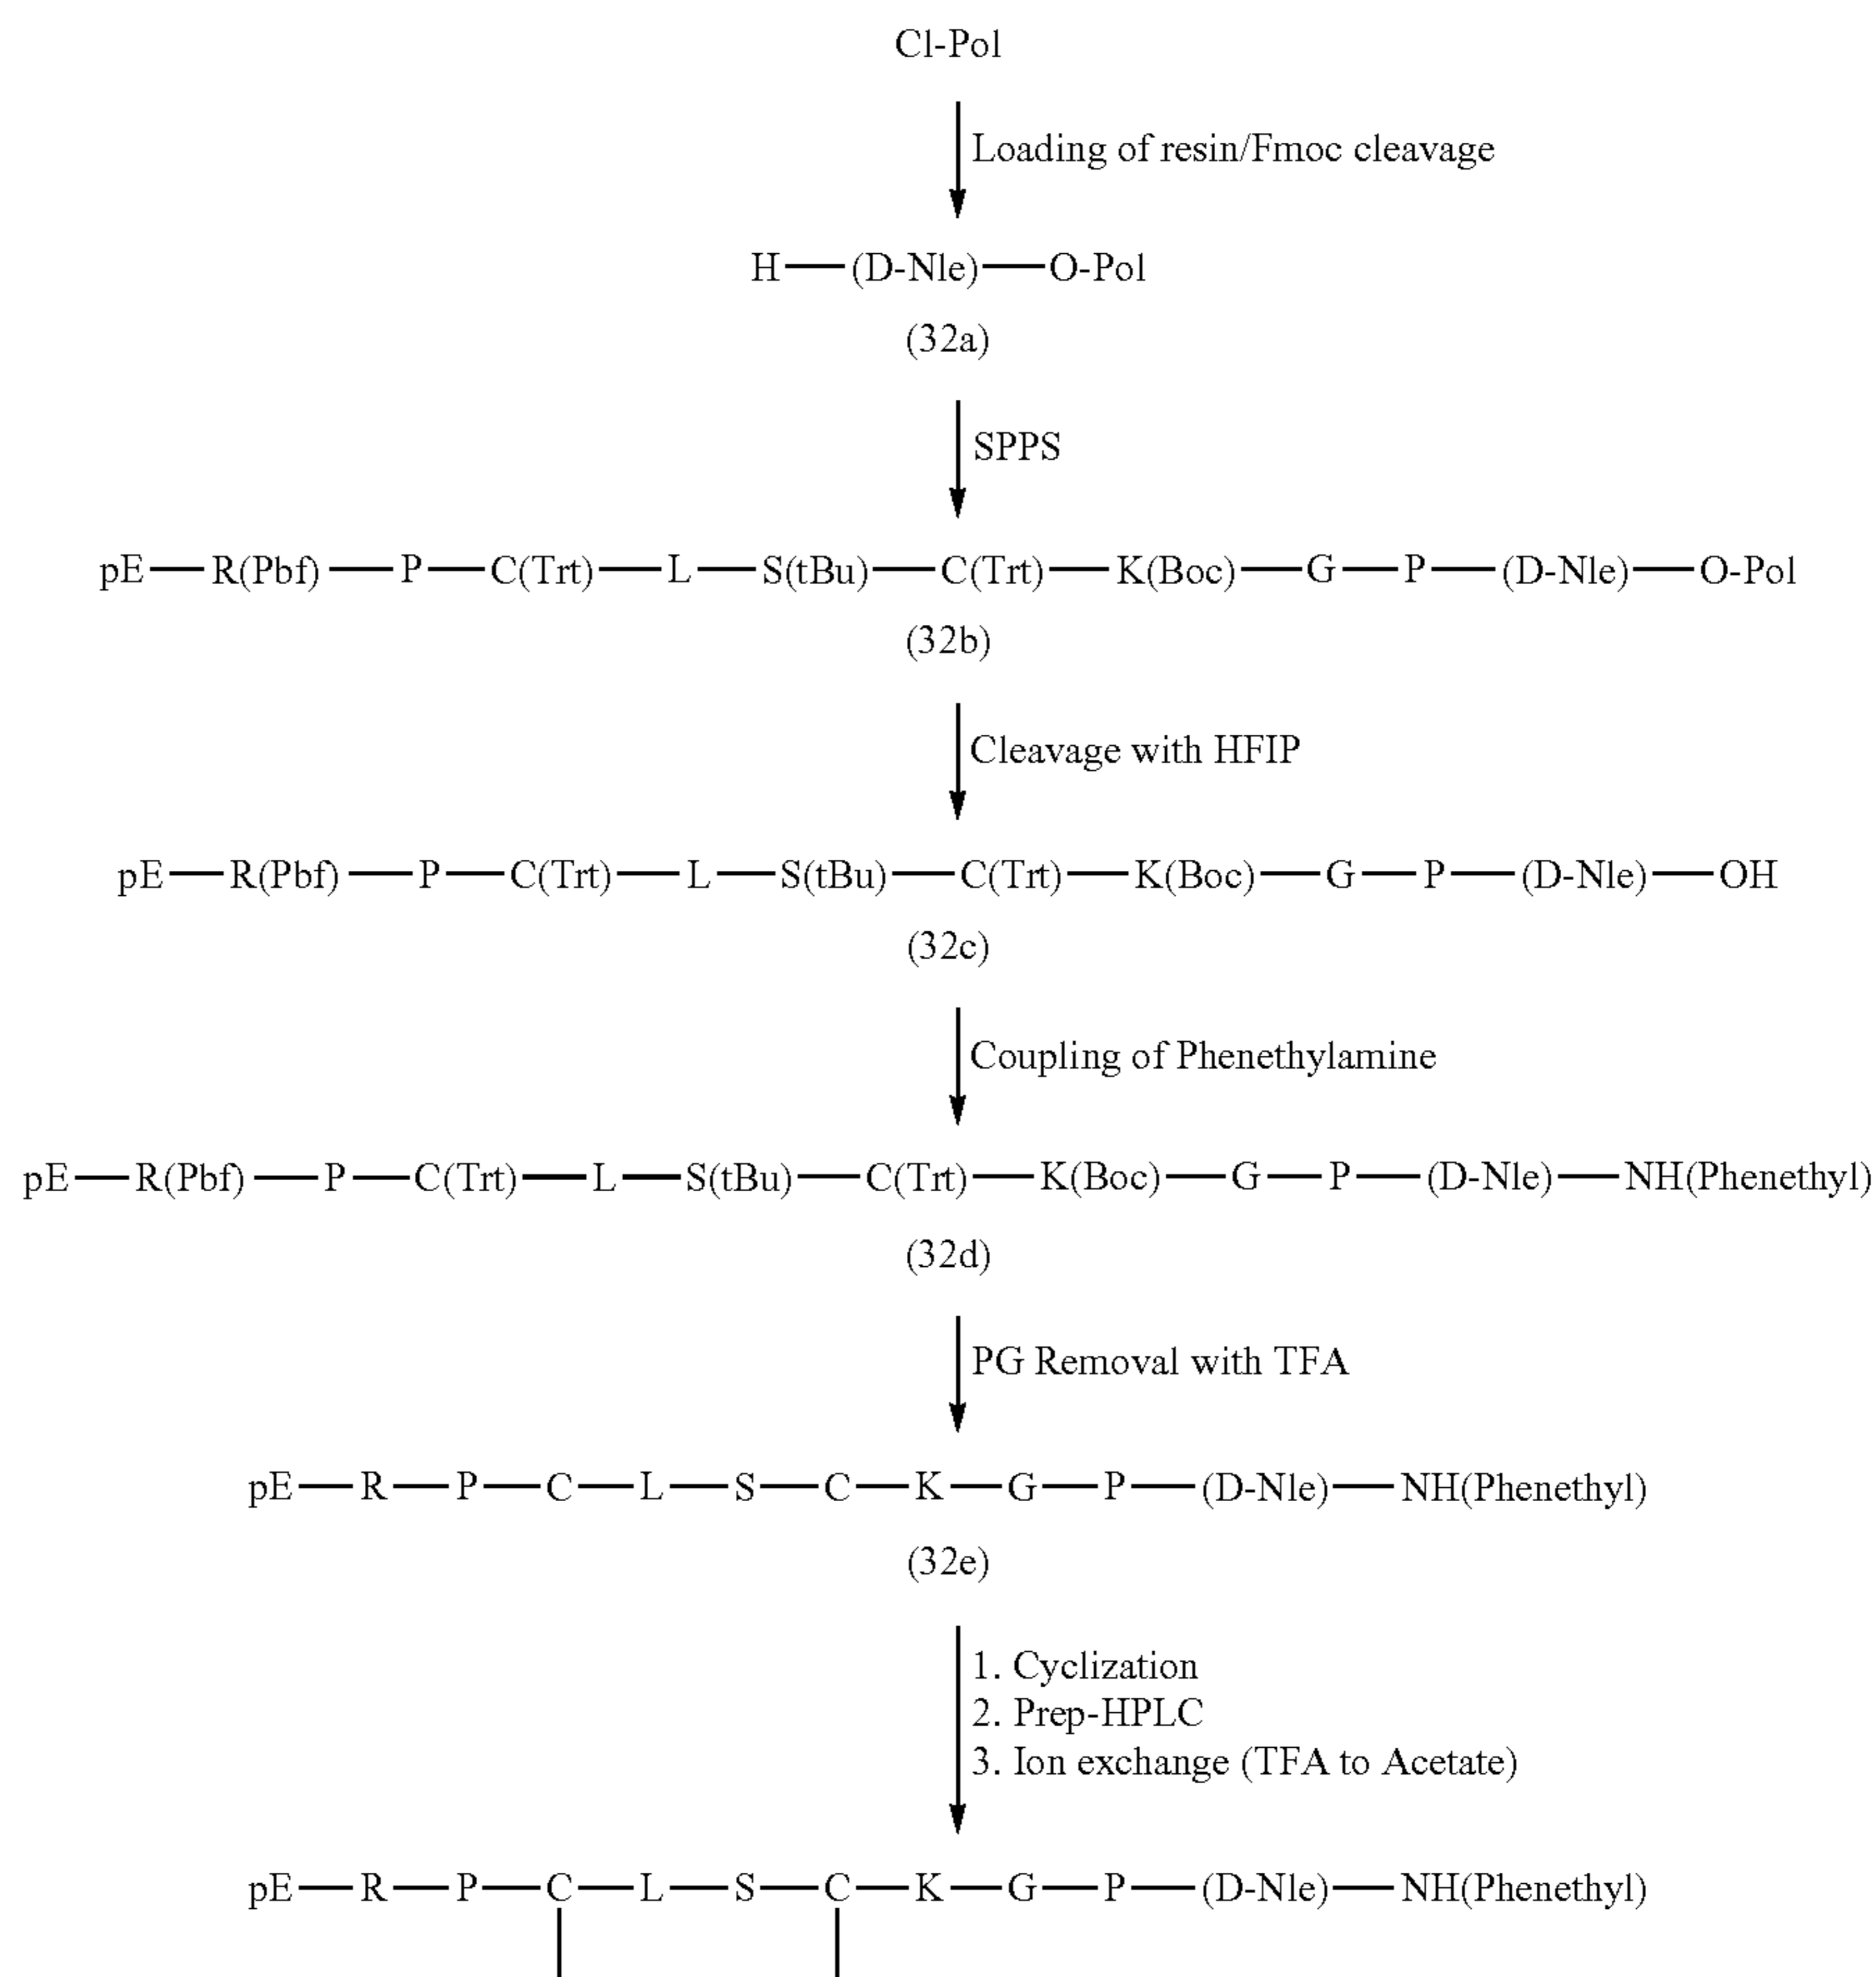 Cl-Pol
Loading of resin/Fmoc cleavage
H—(D-Nle)—O-Pol
(32a)
SPPS
pE—R(Pbf)—P—C(Trt)—L—S(tBu)—C(Trt)—K(Boc)—G—P—(D-Nle)—O-Pol
(32b)
Cleavage with HFIP
pE—R(Pbf)—P—C(Trt)—L—S(tBu)—C(Trt)—K(Boc)—G—P—(D-Nle)—OH
(32c)
Coupling of Phenethylamine
pE—R(Pbf)—P—C(Trt)—L—S(tBu)—C(Trt)—K(Boc)—G—P—(D-Nle)—NH(Phenethyl)
(32d)
PG Removal with TFA
pE—R—P—C—L—S—C—K—G—P—(D-Nle)—NH(Phenethyl)
(32e)
1. Cyclization
2. Prep-HPLC
3. Ion exchange (TFA to Acetate)
pE—R—P—C—L—S—C—K—G—P—(D-Nle)—NH(Phenethyl)